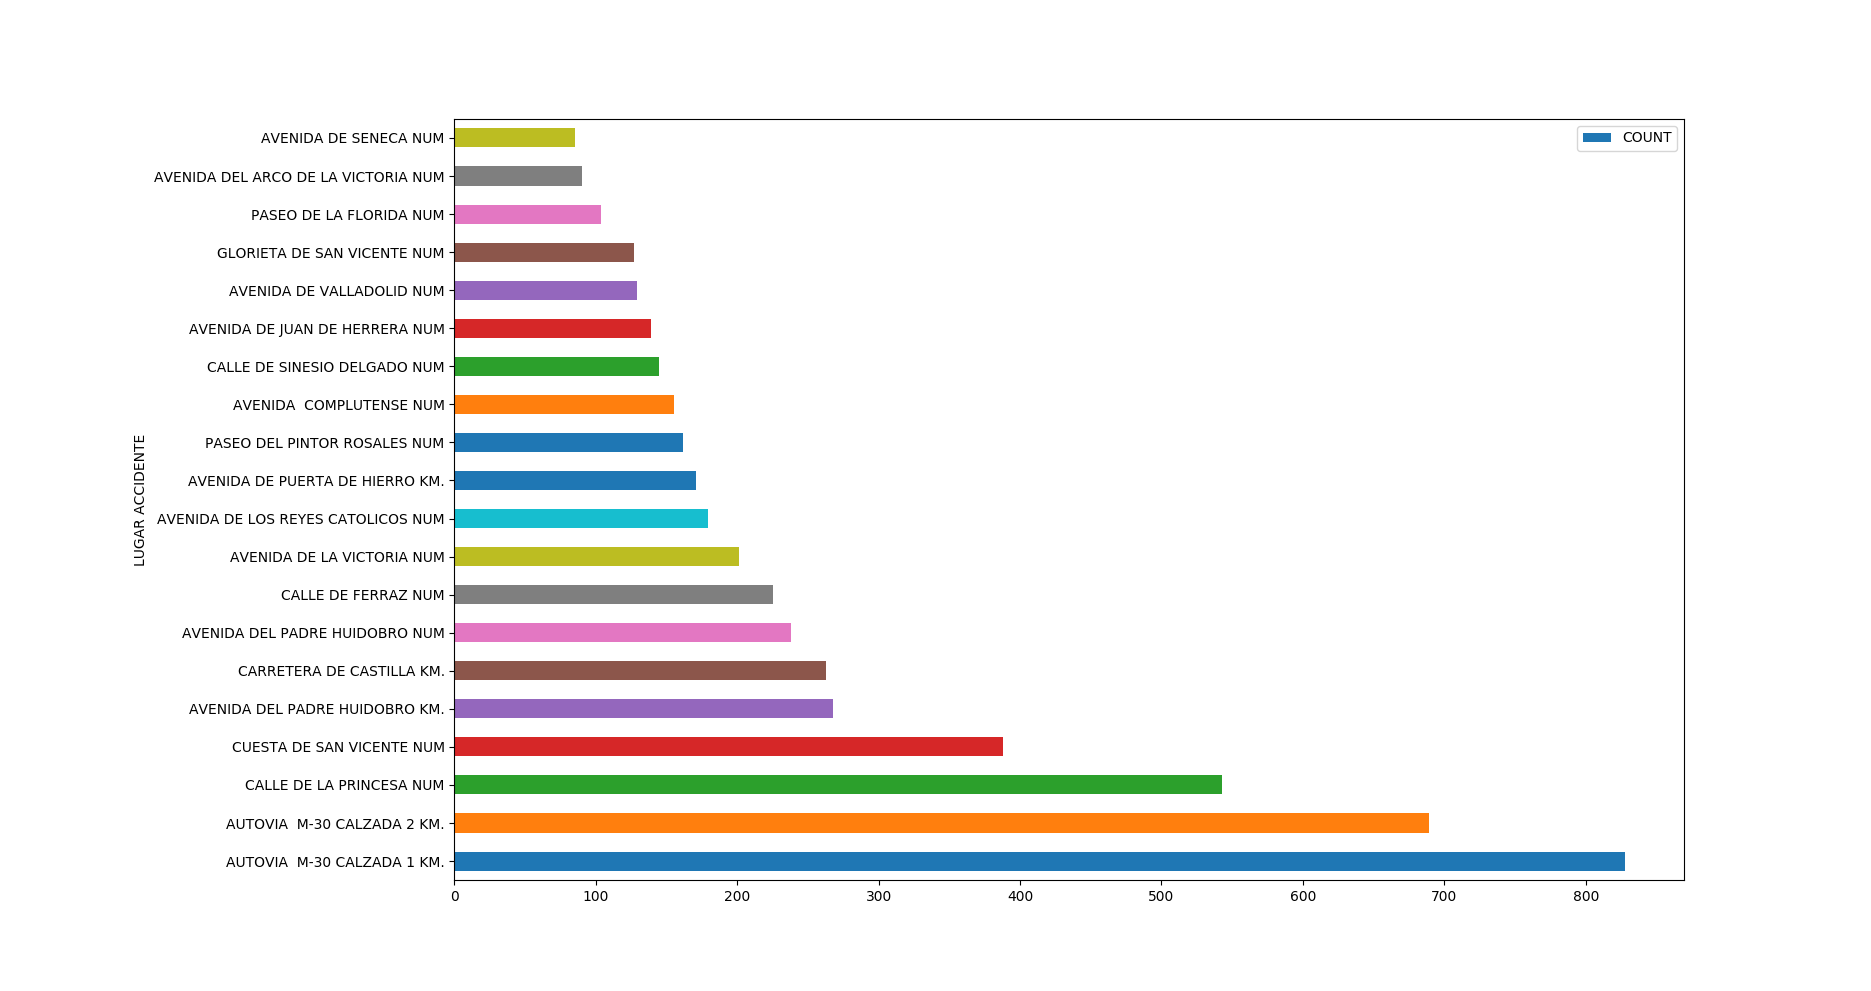 AVENIDA DE SENECA NUM
COUNT
AVENIDA DEL ARCO DE LA VICTORIA NUM
PASEO DE LA FLORIDA NUM
GLORIETA DE SAN VICENTE NUM
AVENIDA DE VALLADOLID NUM
AVENIDA DE JUAN DE HERRERA NUM
CALLE DE SINESIO DELGADO NUM
AVENIDA  COMPLUTENSE NUM
PASEO DEL PINTOR ROSALES NUM
AVENIDA DE PUERTA DE HIERRO KM.
AVENIDA DE LOS REYES CATOLICOS NUM
AVENIDA DE LA VICTORIA NUM
CALLE DE FERRAZ NUM
AVENIDA DEL PADRE HUIDOBRO NUM
CARRETERA DE CASTILLA KM.
AVENIDA DEL PADRE HUIDOBRO KM.
CUESTA DE SAN VICENTE NUM
CALLE DE LA PRINCESA NUM
AUTOVIA  M-30 CALZADA 2 KM.
AUTOVIA  M-30 CALZADA 1 KM.
LUGAR ACCIDENTE
0 100 200 300 400 500 600 700 800